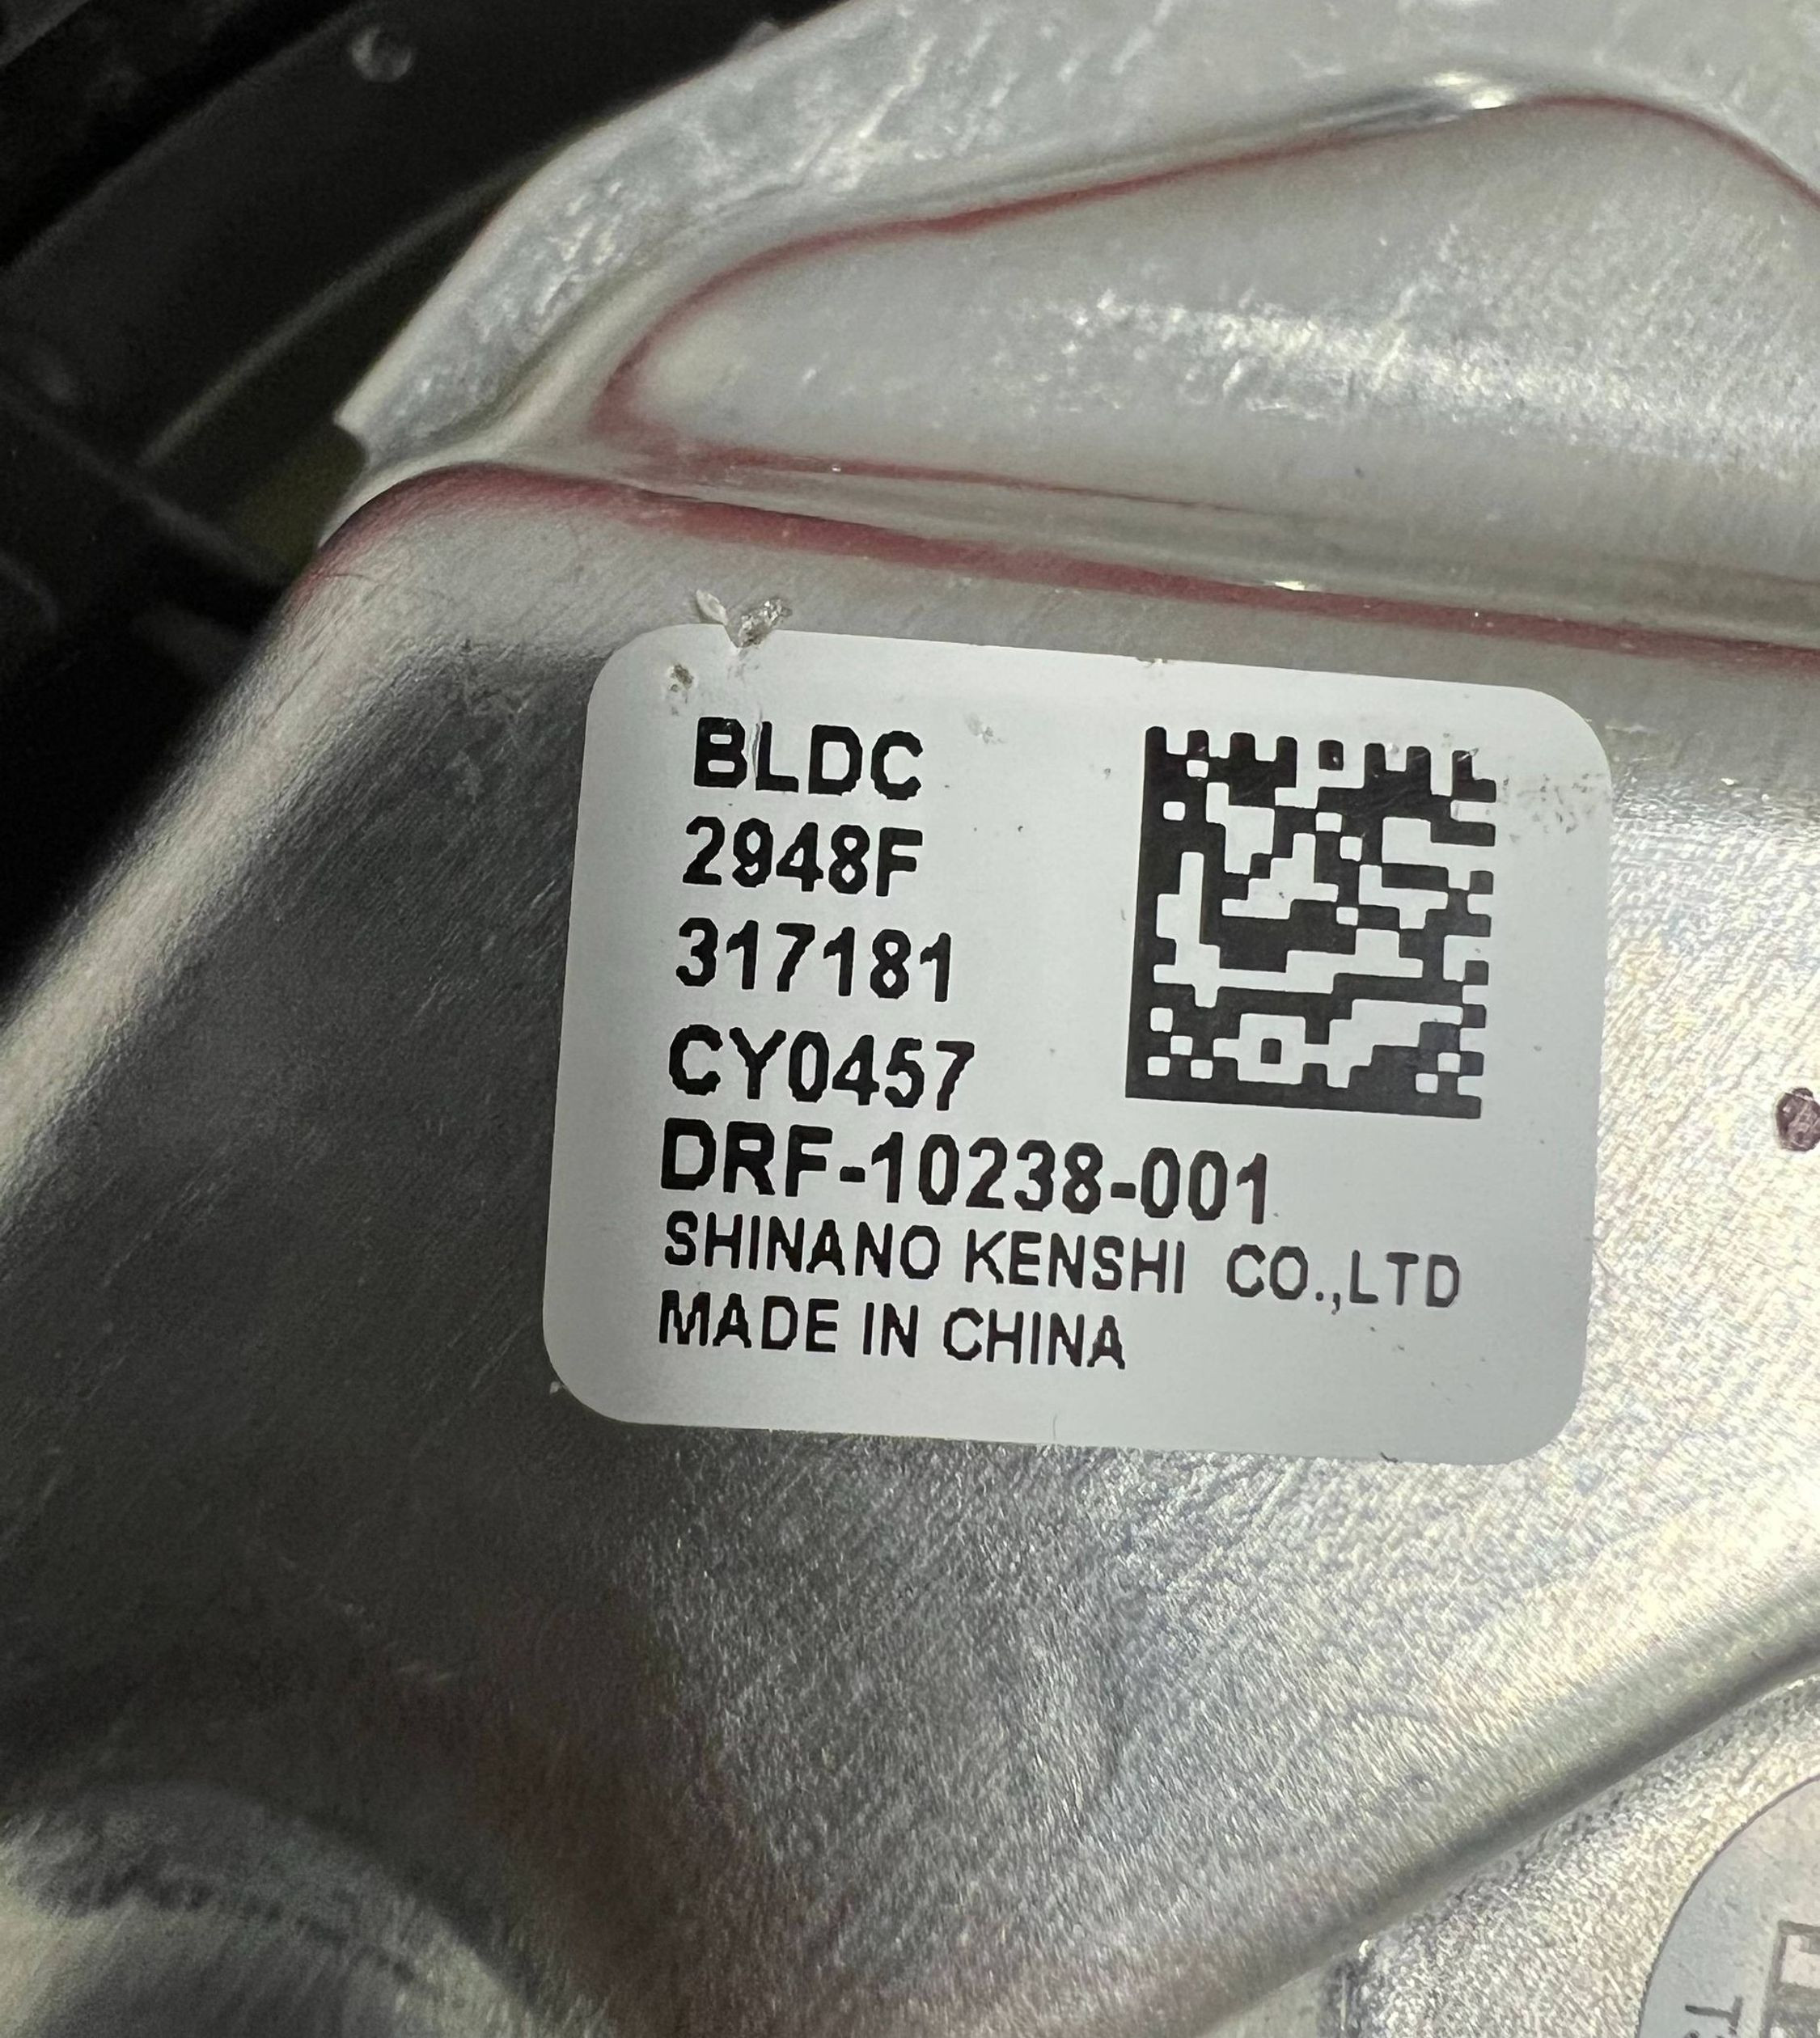 BLDC
2948F
317181
CY0457
DRF-10238-001
SHINANO KENSHI CO.,LTD
MADE IN CHINA